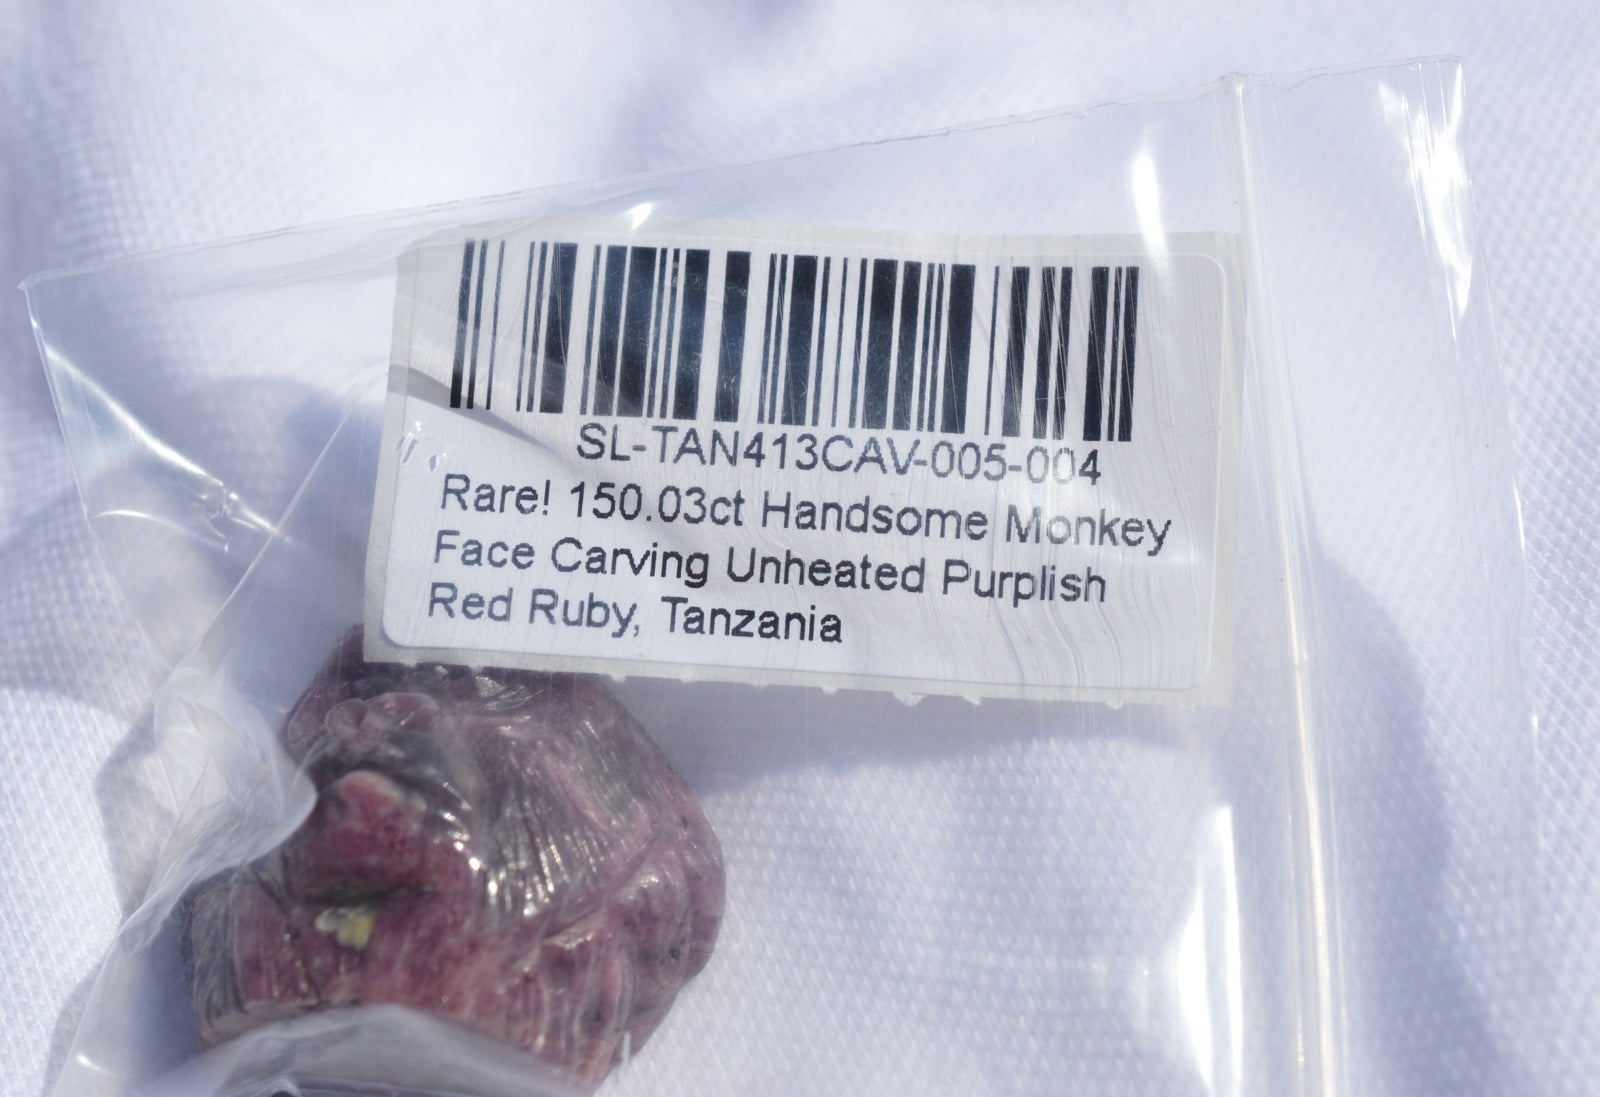 SL-TAN413CAV-005-004
Rare! 150.03ct Handsome Monkey
Face Carving Unheated Purplish
Red Ruby, Tanzania